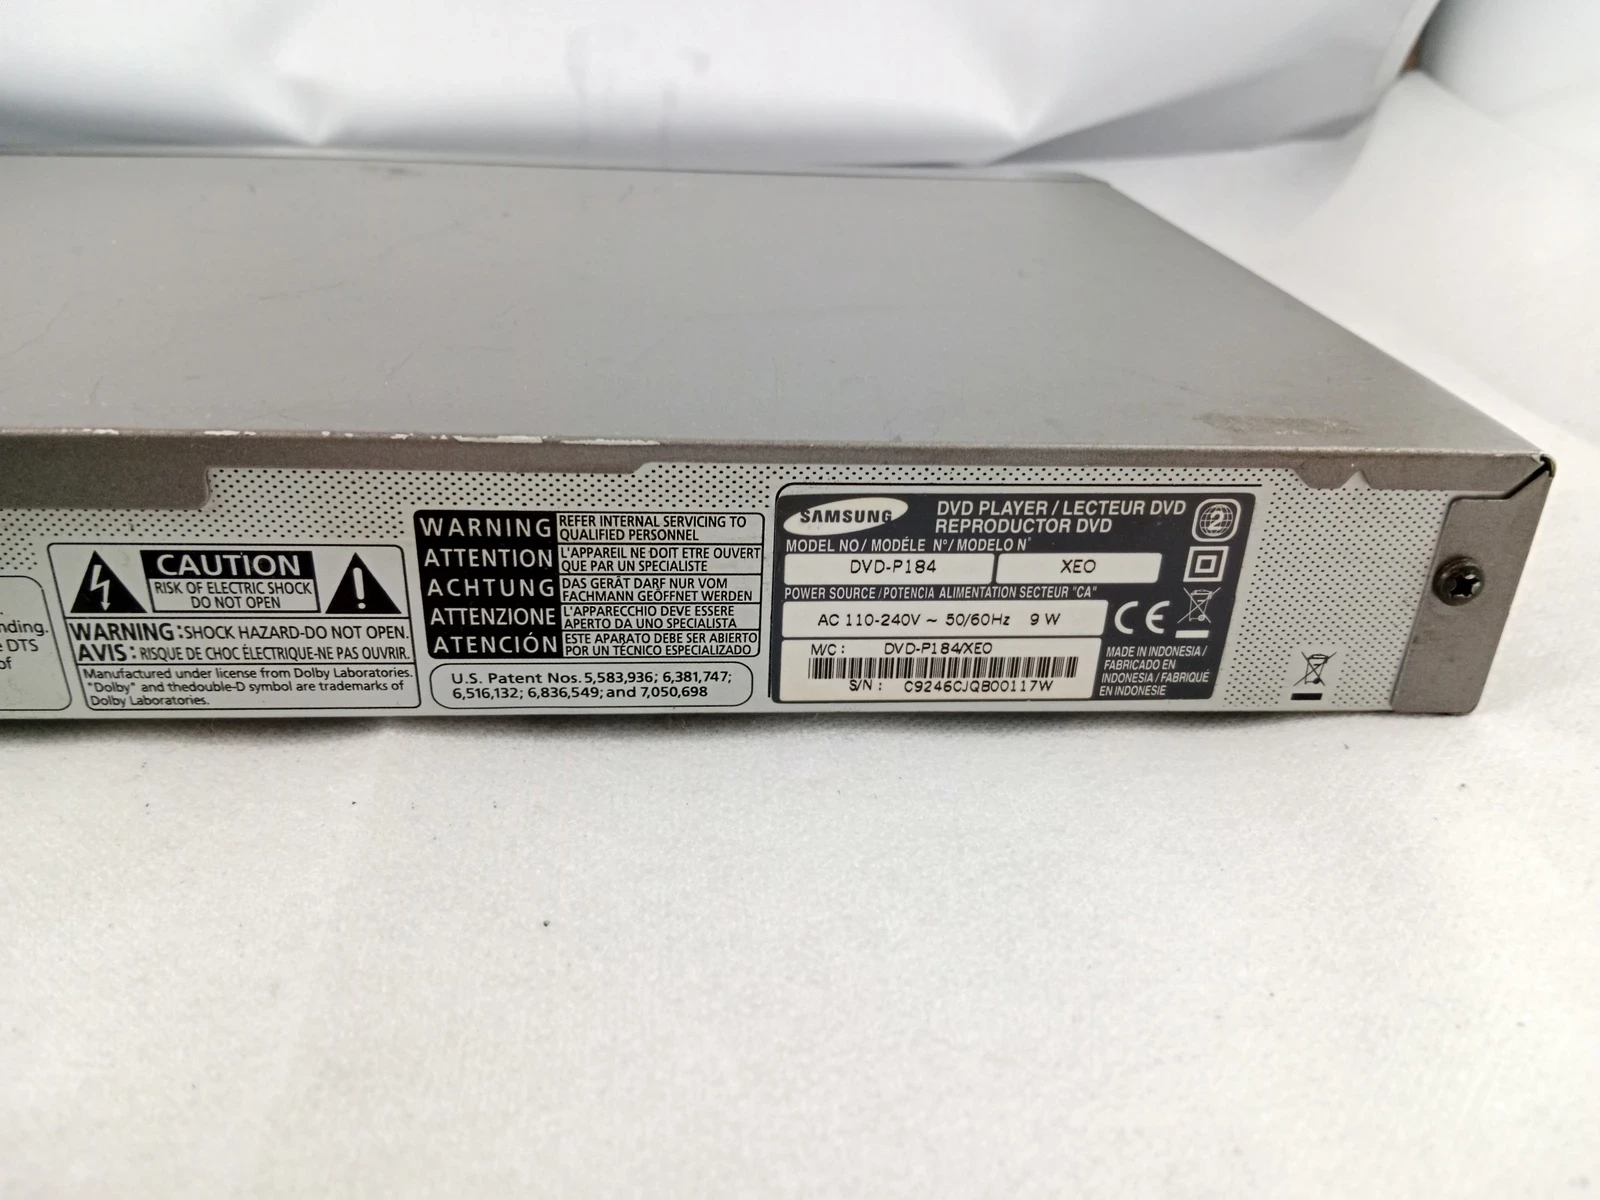 nding.
DTS
of
CAUTION
RISK OF ELECTRIC SHOCK
DO NOT OPEN
WARNING : SHOCK HAZARD-DO NOT OPEN.
AVIS : RISQUE DE CHOC ÉLECTRIQUE-NE PAS OUVRIR.
Manufactured under license from Dolby Laboratories.
"Dolby" and thedouble-D symbol are trademarks of
Dolby Laboratories.
WARNING REFER INTERNAL SERVICING TO
QUALIFIED PERSONNEL
ATTENTION L'APPAREIL NE DOIT ETRE OUVERT
QUE PAR UN SPECIALISTE
ACHTUNG DAS GERÄT DARF NUR VOM
FACHMANN GEÖFFNET WERDEN
ATTENZIONE L'APPARECCHIO DEVE ESSERE
APERTO DA UNO SPECIALISTA
ATENCIÓN ESTE APARATO DEBE SER ABIERTO
POR UN TÉCNICO ESPECIALIZADO
U.S. Patent Nos. 5,583,936; 6,381,747;
6,516,132; 6,836,549; and 7,050,698
SAMSUNG
DVD PLAYER / LECTEUR DVD
REPRODUCTOR DVD
2
MODEL NO / MODÉLE N° / MODELO N°
DVD-P184 XEO
POWER SOURCE / POTENCIA ALIMENTATION SECTEUR "CA"
AC 110-240V ~ 50/60Hz 9 W
CE
M/C : DVD-P184/XEO
S/N : C9246CJQB00117W
MADE IN INDONESIA /
FABRICADO EN
INDONESIA / FABRIQUÉ
EN INDONESIE